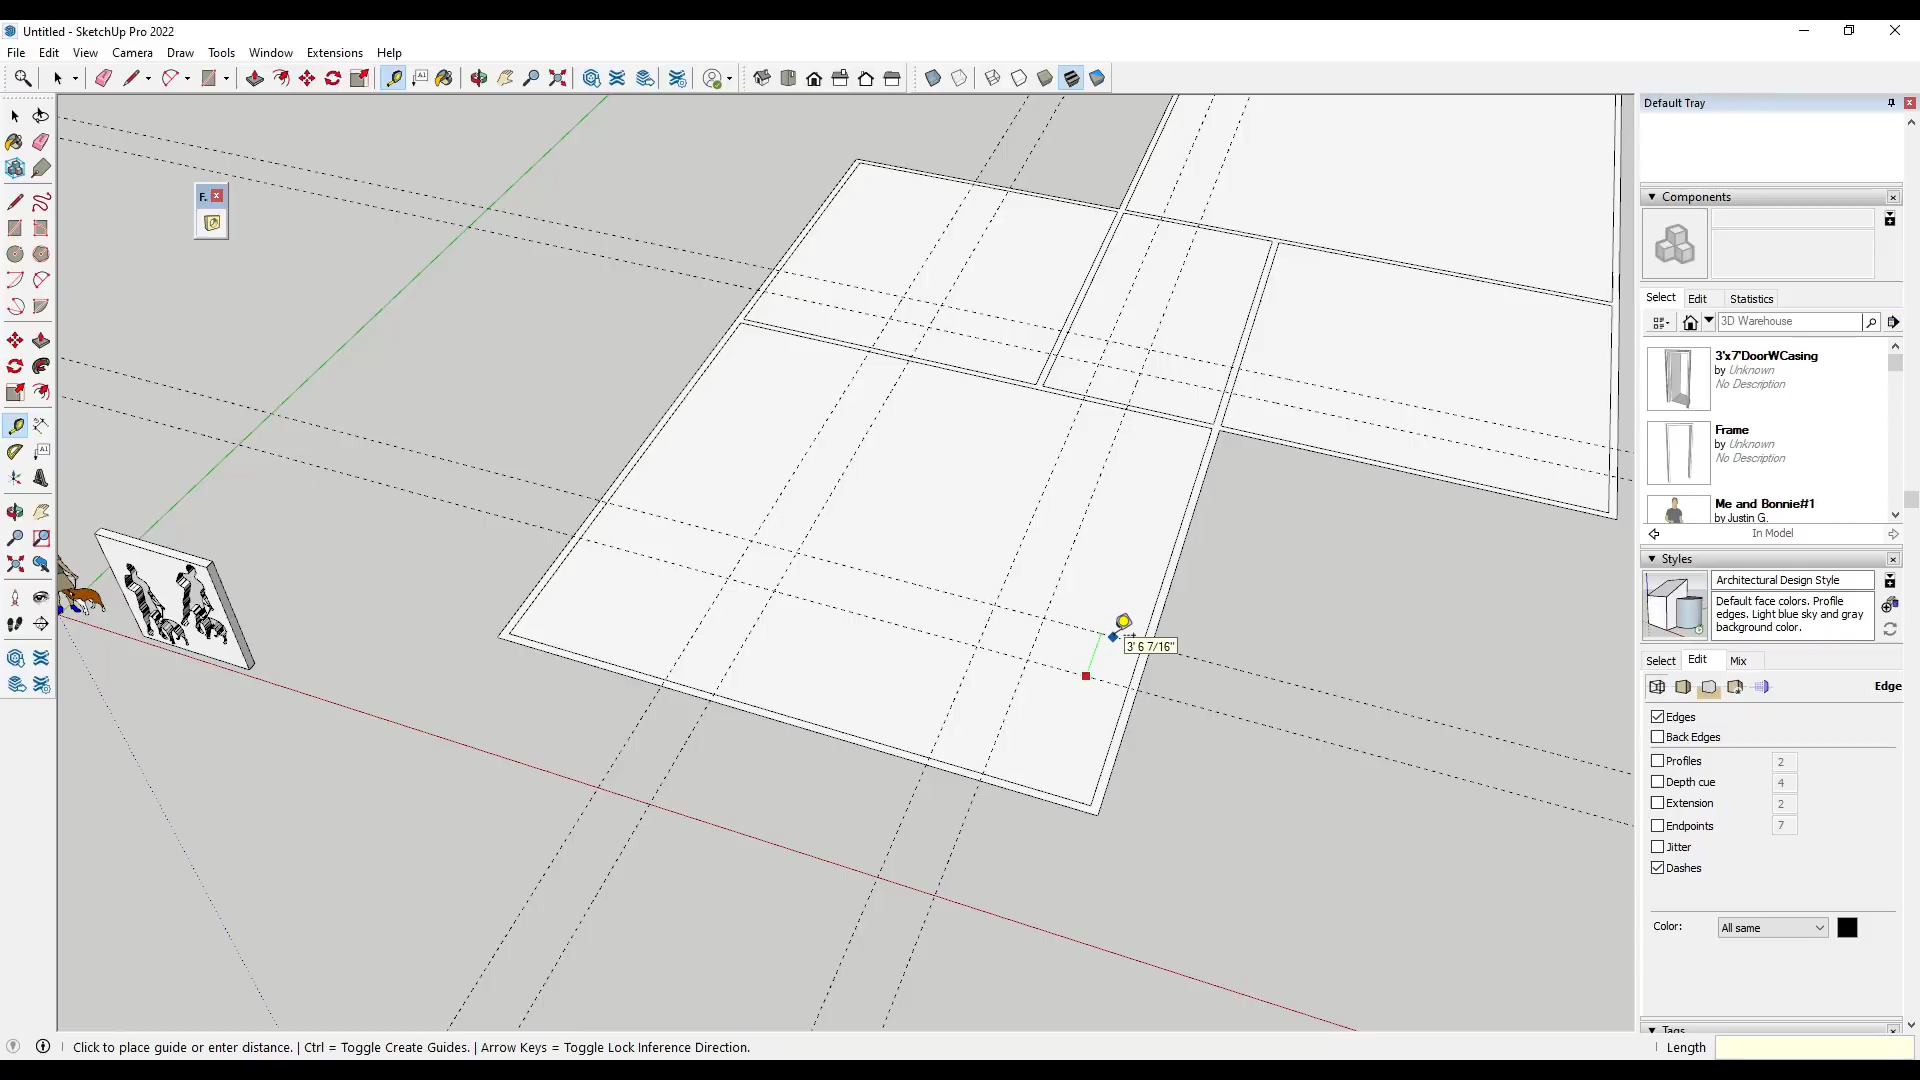 Untitled - SketchUp Pro 2022
File Edit View Camera Draw Tools Window Extensions Help
Default Tray
F.
Components
Select Edit Statistics
3D Warehouse
3'x7'DoorWCasing
by Unknown
No Description
Frame
by Unknown
No Description
Me and Bonnie#1
by Justin G.
In Model
Styles
Architectural Design Style
Default face colors. Profile
edges. Light blue sky and gray
background color.
3' 6 7/16"
Select Edit Mix
Edge
Edges
Back Edges
Profiles 2
Depth cue 4
Extension 2
Endpoints 7
Jitter
Dashes
Color: All same
Tags
Click to place guide or enter distance. | Ctrl = Toggle Create Guides. | Arrow Keys = Toggle Lock Inference Direction.
Length